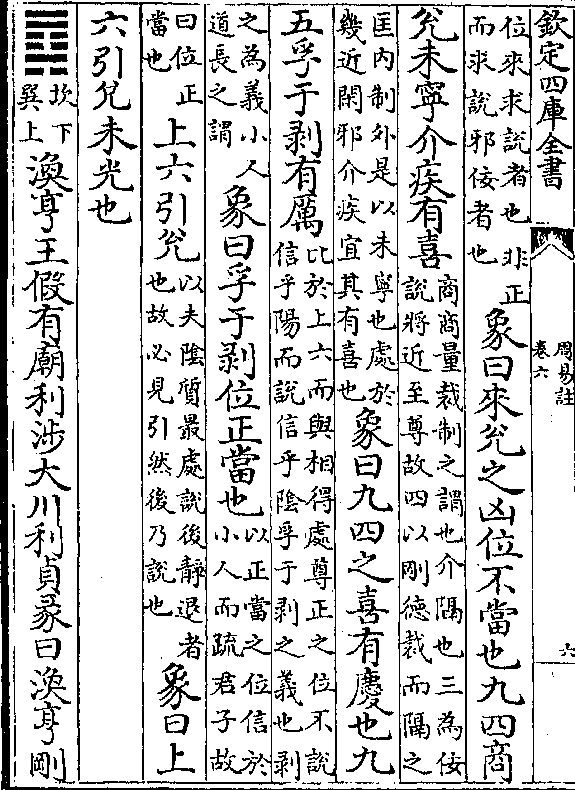 欽定四庫全書
周易註
卷六
六
位來求說者也非正
而求說邪佞者也
象曰來兊之凶位不當也九四商
兊未寧介疾有喜
商商量裁制之謂也介隔也三為佞
說將近至尊故四以剛德裁而隔之
匡內制外是以未寧也處於
幾近閑邪介疾宜其有喜也
象曰九四之喜有慶也九
五孚于剥有厲
比於上六而與相得處尊正之位不說
信乎陽而說信乎陰孚于剥之義也剥
之為義小人
道長之謂
象曰孚于剥位正當也
以正當之位信於
小人而疏君子故
曰位正
當也
上六引兊
以夫陰質最處說後靜退者
也故必見引然後乃說也
象曰上
六引兊未光也
坎下
巽上
渙亨王假有廟利涉大川利貞彖曰渙亨剛